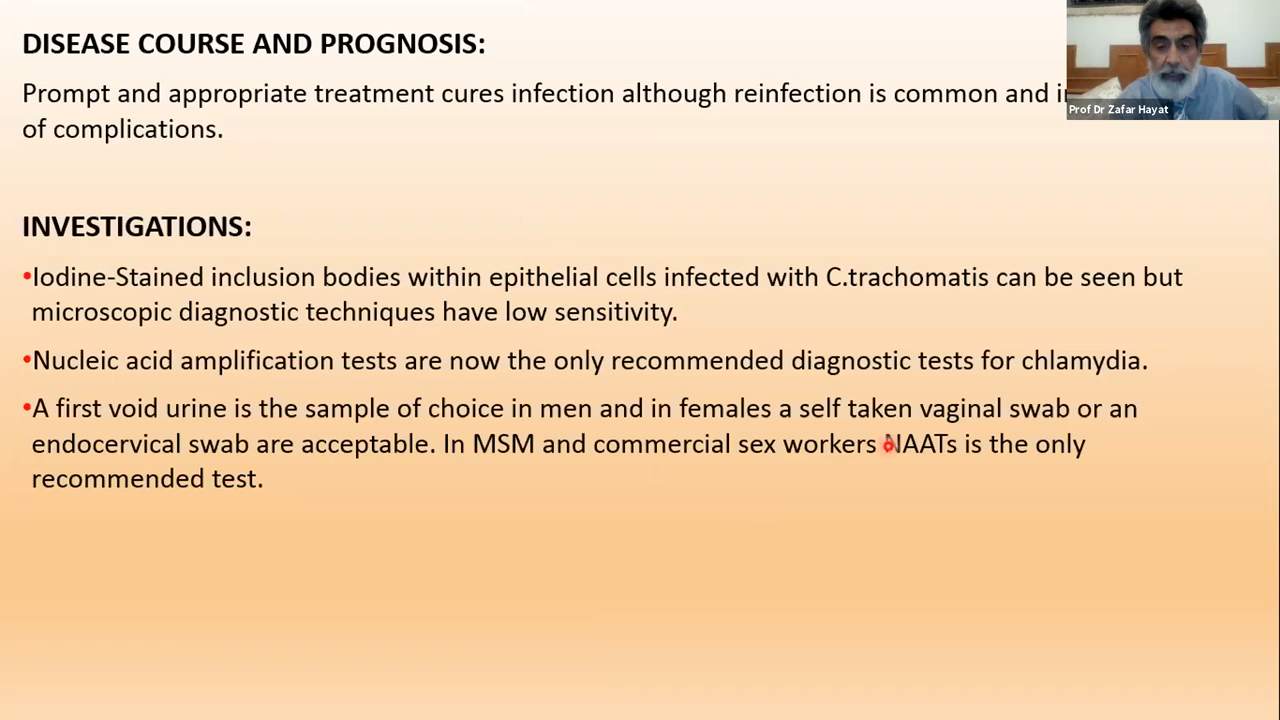 DISEASE COURSE AND PROGNOSIS:
Prompt and appropriate treatment cures infection although reinfection is common and
of complications.
Prof Dr Zafar Hayat
INVESTIGATIONS:
•Iodine-Stained inclusion bodies within epithelial cells infected with C.trachomatis can be seen but
microscopic diagnostic techniques have low sensitivity.
•Nucleic acid amplification tests are now the only recommended diagnostic tests for chlamydia.
•A first void urine is the sample of choice in men and in females a self taken vaginal swab or an
endocervical swab are acceptable. In MSM and commercial sex workers NAATs is the only
recommended test.